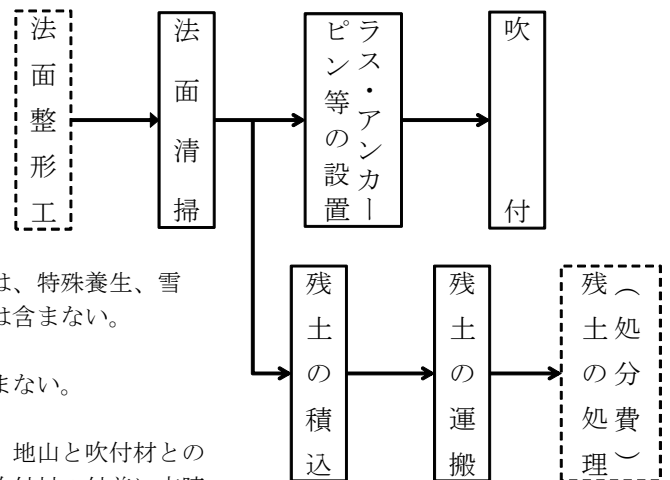 法面整形工
法面清掃
ラス・アンカー
ピン等の設置
吹付
は、特殊養生、雪
は含まない。
まない。
地山と吹付材との
残土の積込
残土の運搬
残土の処理
（処分費）